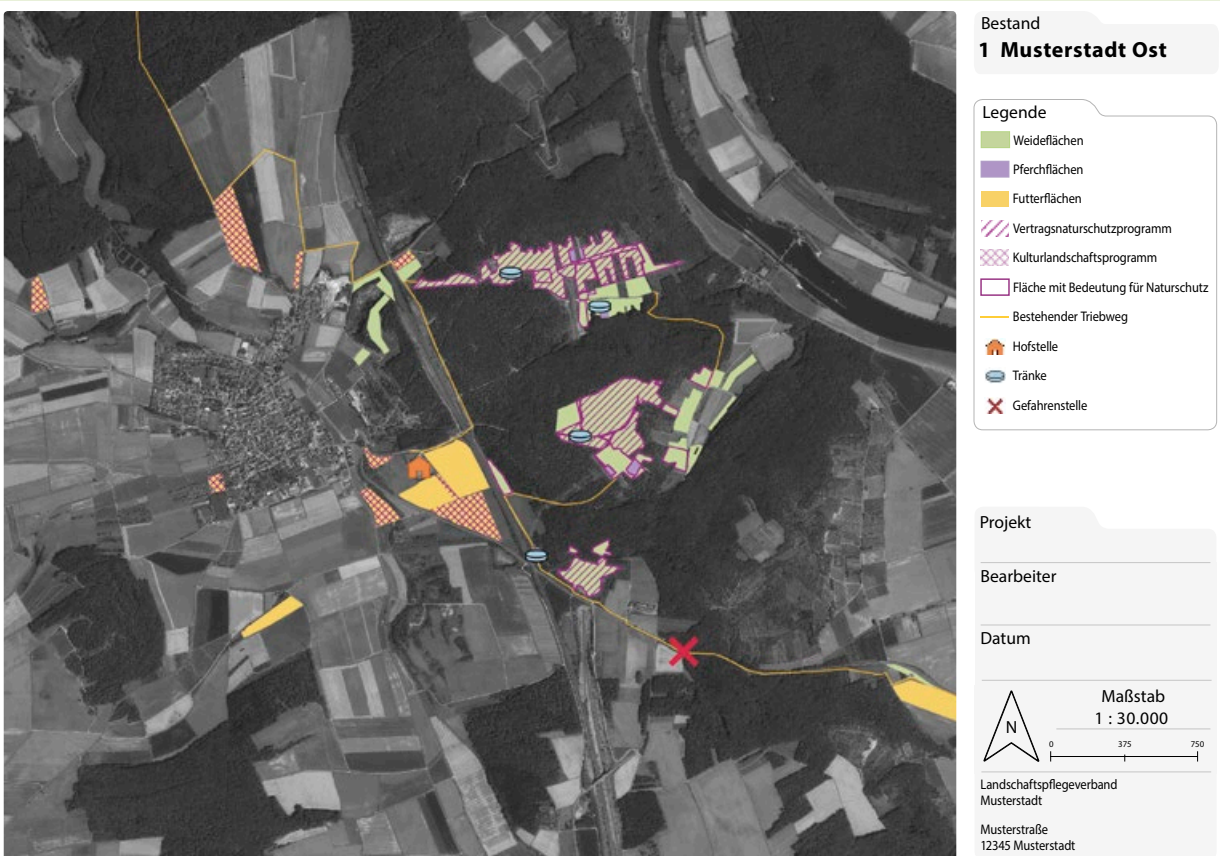 Bestand
1 Musterstadt Ost
Legende
Weideflächen
Pferchflächen
Futterflächen
Vertragsnaturschutzprogramm
Kulturlandschaftsprogramm
Fläche mit Bedeutung für Naturschutz
Bestehender Triebweg
Hofstelle
Tränke
Gefahrenstelle
Projekt
Bearbeiter
Datum
N
Maßstab
1 : 30.000
0 375 750
Landschaftspflegeverband
Musterstadt
Musterstraße
12345 Musterstadt